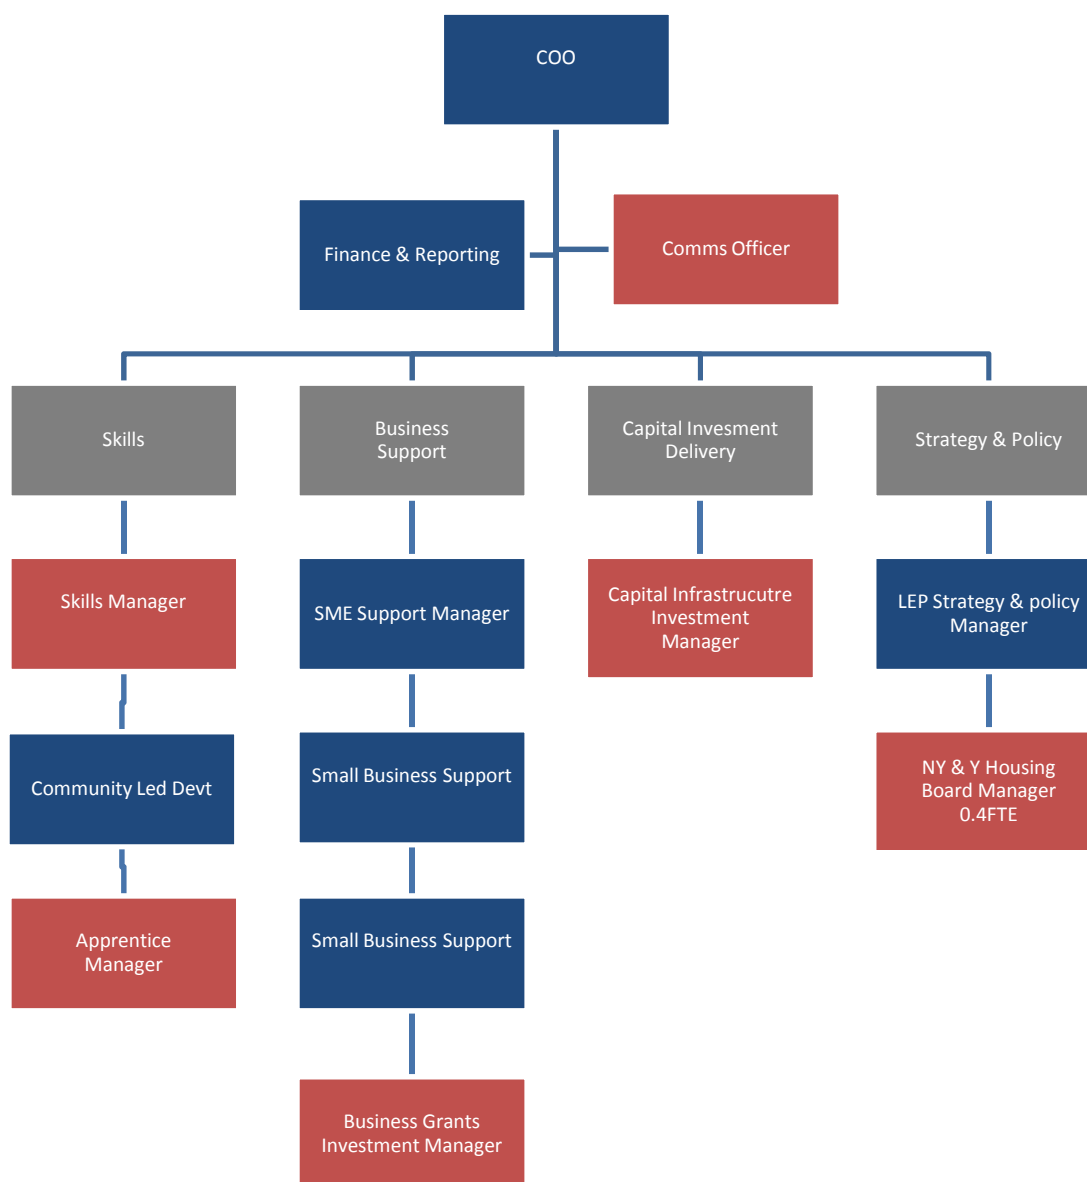 COO
Finance & Reporting
Comms Officer
Skills
Business
Support
Capital Invesment
Delivery
Strategy & Policy
Skills Manager
SME Support Manager
Capital Infrastrucutre
Investment
Manager
LEP Strategy & policy
Manager
Community Led Devt
Small Business Support
NY & Y Housing
Board Manager
0.4FTE
Apprentice
Manager
Small Business Support
Business Grants
Investment Manager